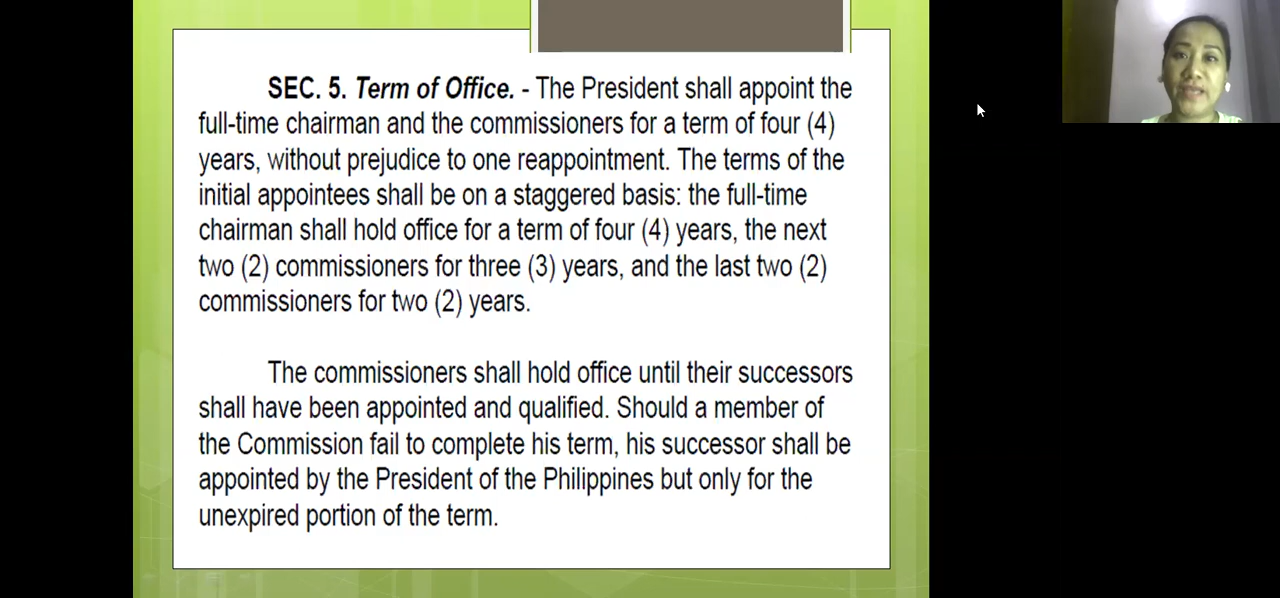 SEC. 5. Term of Office. - The President shall appoint the
full-time chairman and the commissioners for a term of four (4)
years, without prejudice to one reappointment. The terms of the
initial appointees shall be on a staggered basis: the full-time
chairman shall hold office for a term of four (4) years, the next
two (2) commissioners for three (3) years, and the last two (2)
commissioners for two (2) years.
The commissioners shall hold office until their successors
shall have been appointed and qualified. Should a member of
the Commission fail to complete his term, his successor shall be
appointed by the President of the Philippines but only for the
unexpired portion of the term.